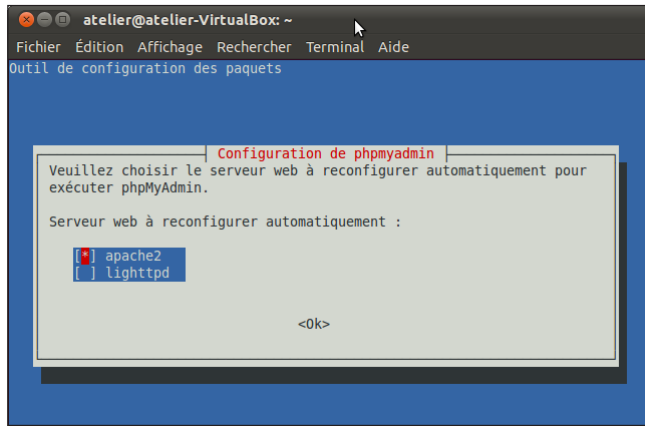 atelier@atelier-VirtualBox: ~
Fichier Édition Affichage Rechercher Terminal Aide
Outil de configuration des paquets
Configuration de phpmyadmin
Veuillez choisir le serveur web à reconfigurer automatiquement pour
exécuter phpMyAdmin.
Serveur web à reconfigurer automatiquement :
[*] apache2
[ ] lighttpd
<Ok>